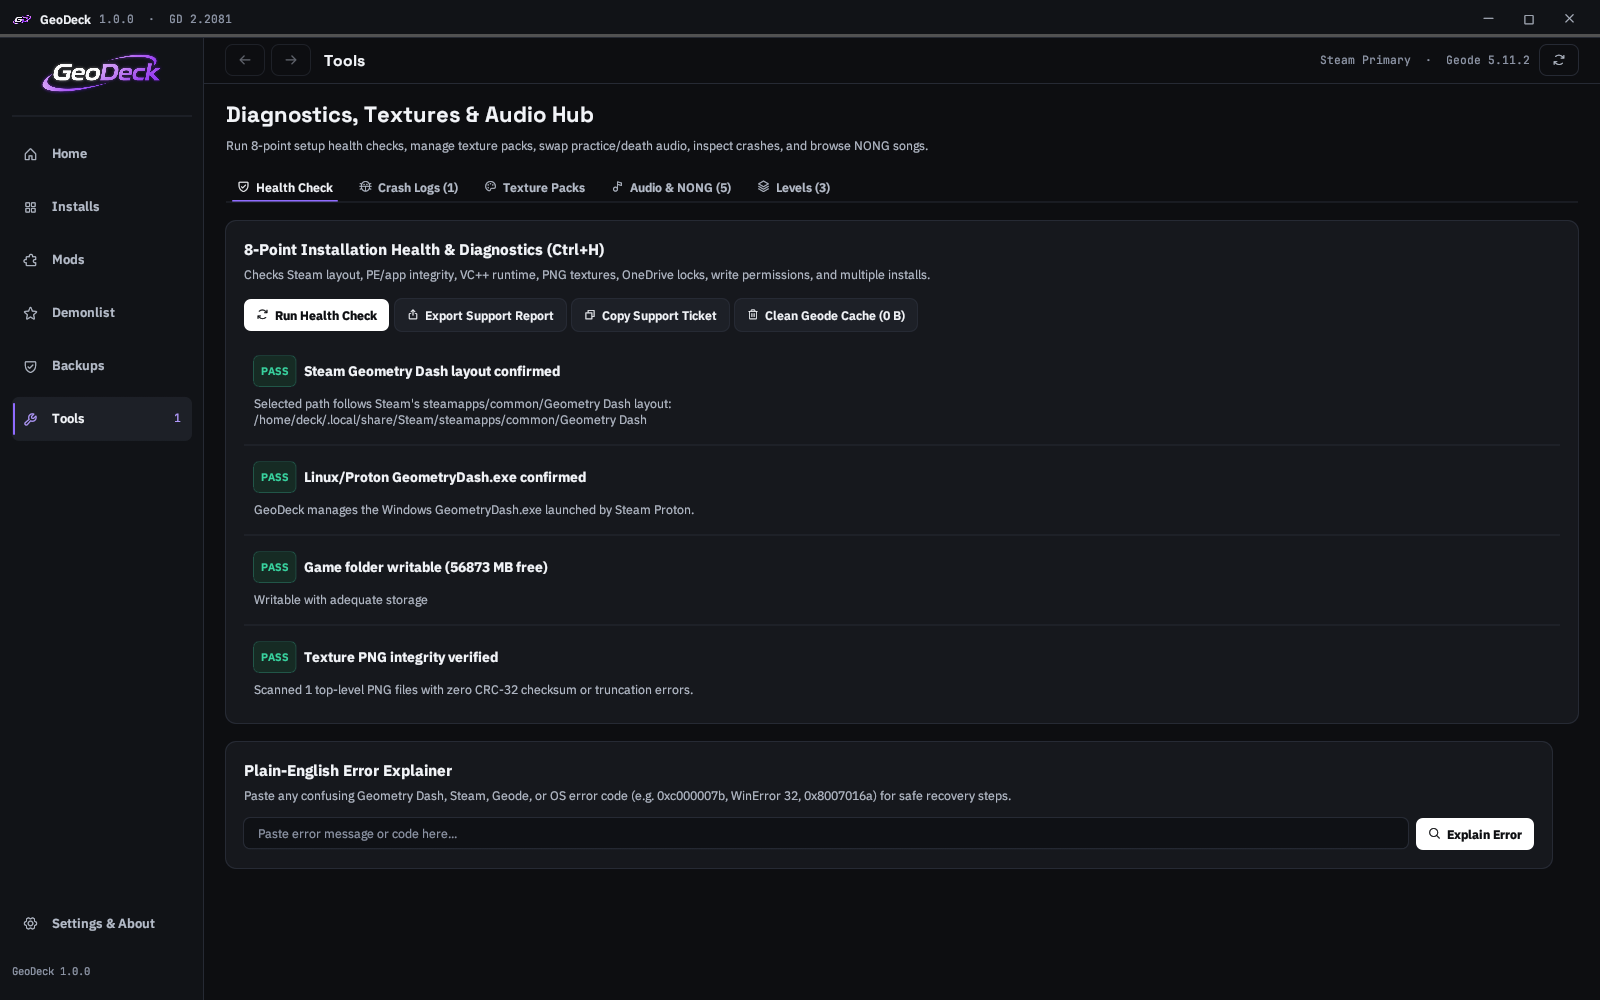 GeoDeck 1.0.0 · GD 2.2081
GeoDeck
Home
Installs
Mods
Demonlist
Backups
Tools 1
Settings & About
GeoDeck 1.0.0
Tools
Steam Primary · Geode 5.11.2
Diagnostics, Textures & Audio Hub
Run 8-point setup health checks, manage texture packs, swap practice/death audio, inspect crashes, and browse NONG songs.
Health Check Crash Logs (1) Texture Packs Audio & NONG (5) Levels (3)
8-Point Installation Health & Diagnostics (Ctrl+H)
Checks Steam layout, PE/app integrity, VC++ runtime, PNG textures, OneDrive locks, write permissions, and multiple installs.
Run Health Check Export Support Report Copy Support Ticket Clean Geode Cache (0 B)
PASS Steam Geometry Dash layout confirmed
Selected path follows Steam's steamapps/common/Geometry Dash layout:
/home/deck/.local/share/Steam/steamapps/common/Geometry Dash
PASS Linux/Proton GeometryDash.exe confirmed
GeoDeck manages the Windows GeometryDash.exe launched by Steam Proton.
PASS Game folder writable (56873 MB free)
Writable with adequate storage
PASS Texture PNG integrity verified
Scanned 1 top-level PNG files with zero CRC-32 checksum or truncation errors.
Plain-English Error Explainer
Paste any confusing Geometry Dash, Steam, Geode, or OS error code (e.g. 0xc000007b, WinError 32, 0x8007016a) for safe recovery steps.
Paste error message or code here...
Explain Error